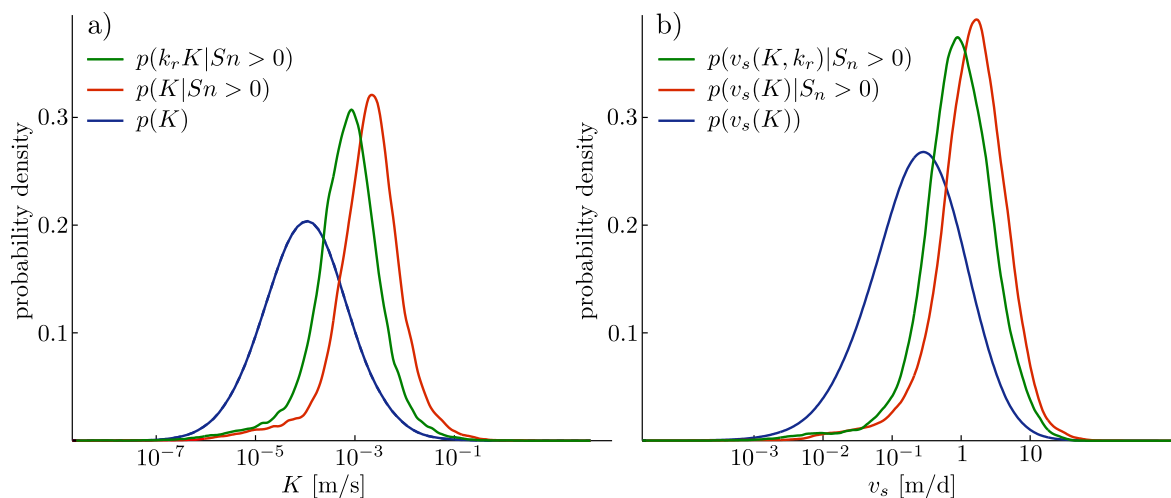 a)
p(k_r K|Sn > 0)
p(K|Sn > 0)
p(K)
probability density
0.3
0.2
0.1
10⁻⁷
10⁻⁵
10⁻³
10⁻¹
K [m/s]
b)
p(v_s(K, k_r)|S_n > 0)
p(v_s(K)|S_n > 0)
p(v_s(K))
probability density
0.3
0.2
0.1
10⁻³
10⁻²
10⁻¹
1
10
v_s [m/d]